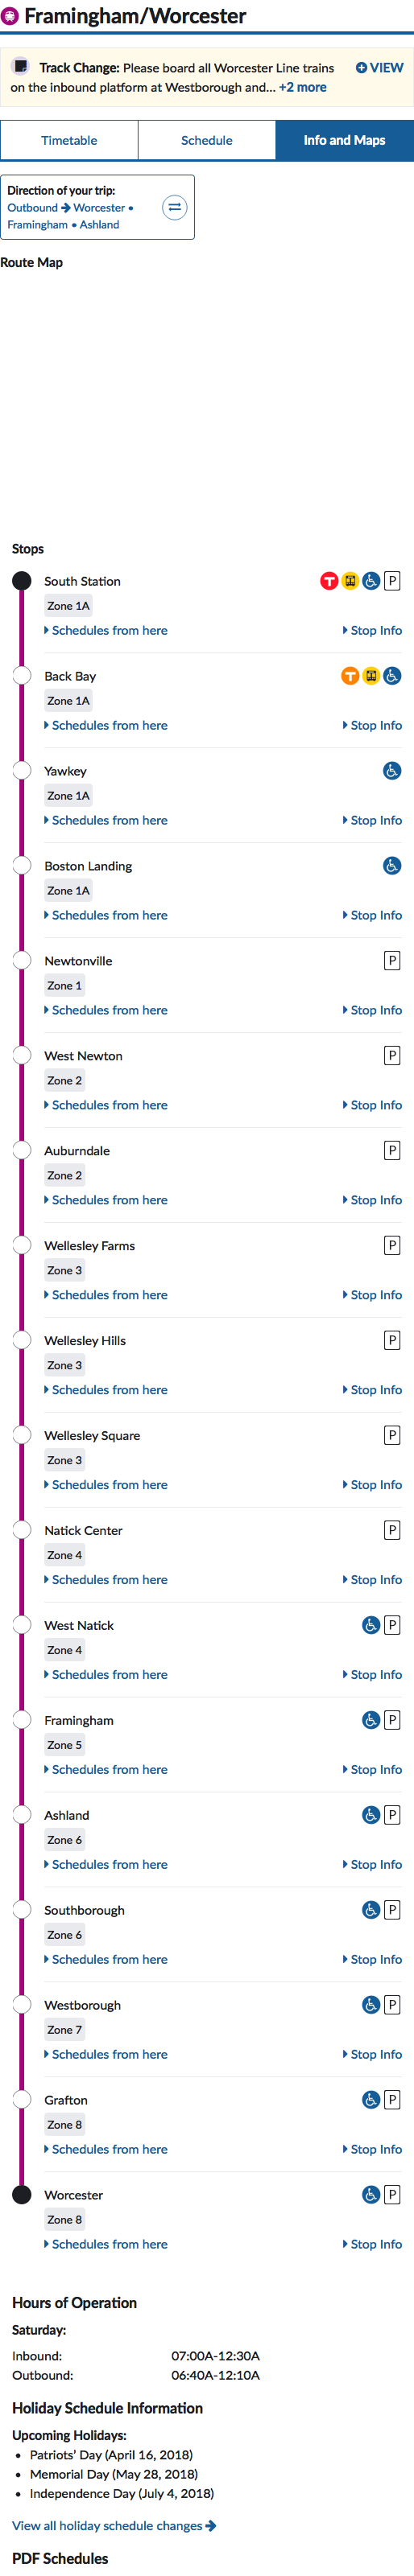 Framingham/Worcester
Track Change: Please board all Worcester Line trains
on the inbound platform at Westborough and... +2 more
VIEW
Timetable
Schedule
Info and Maps
Direction of your trip:
Outbound → Worcester •
Framingham • Ashland
Route Map
Stops
South Station
T
P
Zone 1A
Schedules from here
Stop Info
Back Bay
T
Zone 1A
Schedules from here
Stop Info
Yawkey
Zone 1A
Schedules from here
Stop Info
Boston Landing
Zone 1A
Schedules from here
Stop Info
Newtonville
P
Zone 1
Schedules from here
Stop Info
West Newton
P
Zone 2
Schedules from here
Stop Info
Auburndale
P
Zone 2
Schedules from here
Stop Info
Wellesley Farms
P
Zone 3
Schedules from here
Stop Info
Wellesley Hills
P
Zone 3
Schedules from here
Stop Info
Wellesley Square
P
Zone 3
Schedules from here
Stop Info
Natick Center
P
Zone 4
Schedules from here
Stop Info
West Natick
P
Zone 4
Schedules from here
Stop Info
Framingham
P
Zone 5
Schedules from here
Stop Info
Ashland
P
Zone 6
Schedules from here
Stop Info
Southborough
P
Zone 6
Schedules from here
Stop Info
Westborough
P
Zone 7
Schedules from here
Stop Info
Grafton
P
Zone 8
Schedules from here
Stop Info
Worcester
P
Zone 8
Schedules from here
Stop Info
Hours of Operation
Saturday:
Inbound: 07:00A-12:30A
Outbound: 06:40A-12:10A
Holiday Schedule Information
Upcoming Holidays:
• Patriots’ Day (April 16, 2018)
• Memorial Day (May 28, 2018)
• Independence Day (July 4, 2018)
View all holiday schedule changes →
PDF Schedules